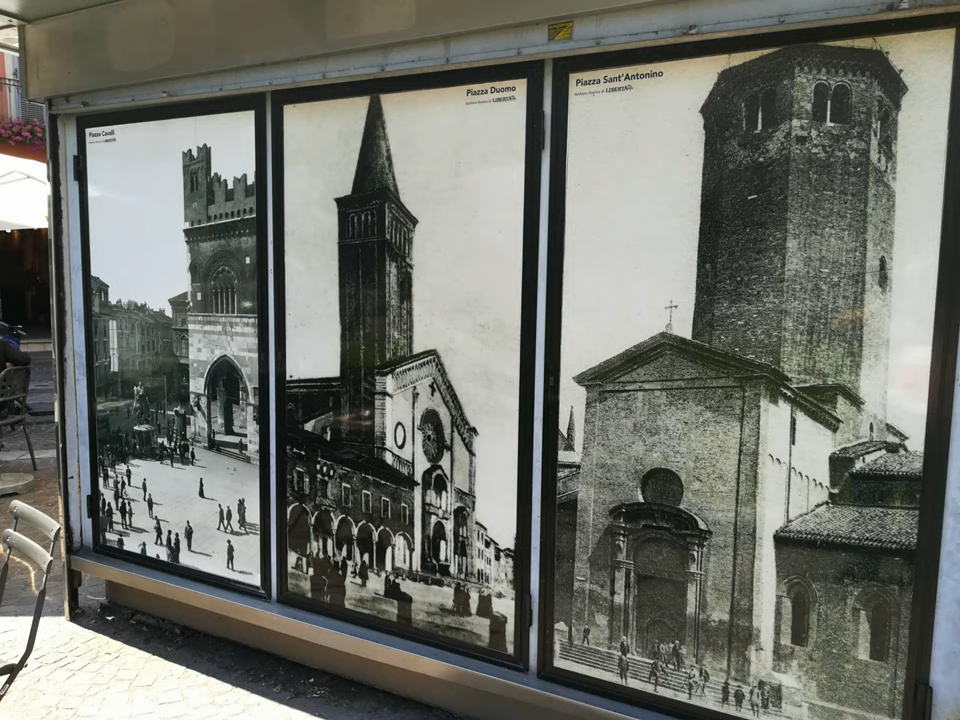 Piazza Cavalli
Piazza Duomo
Archivio Storico di LIBERTÀ
Piazza Sant'Antonino
Archivio Storico di LIBERTÀ